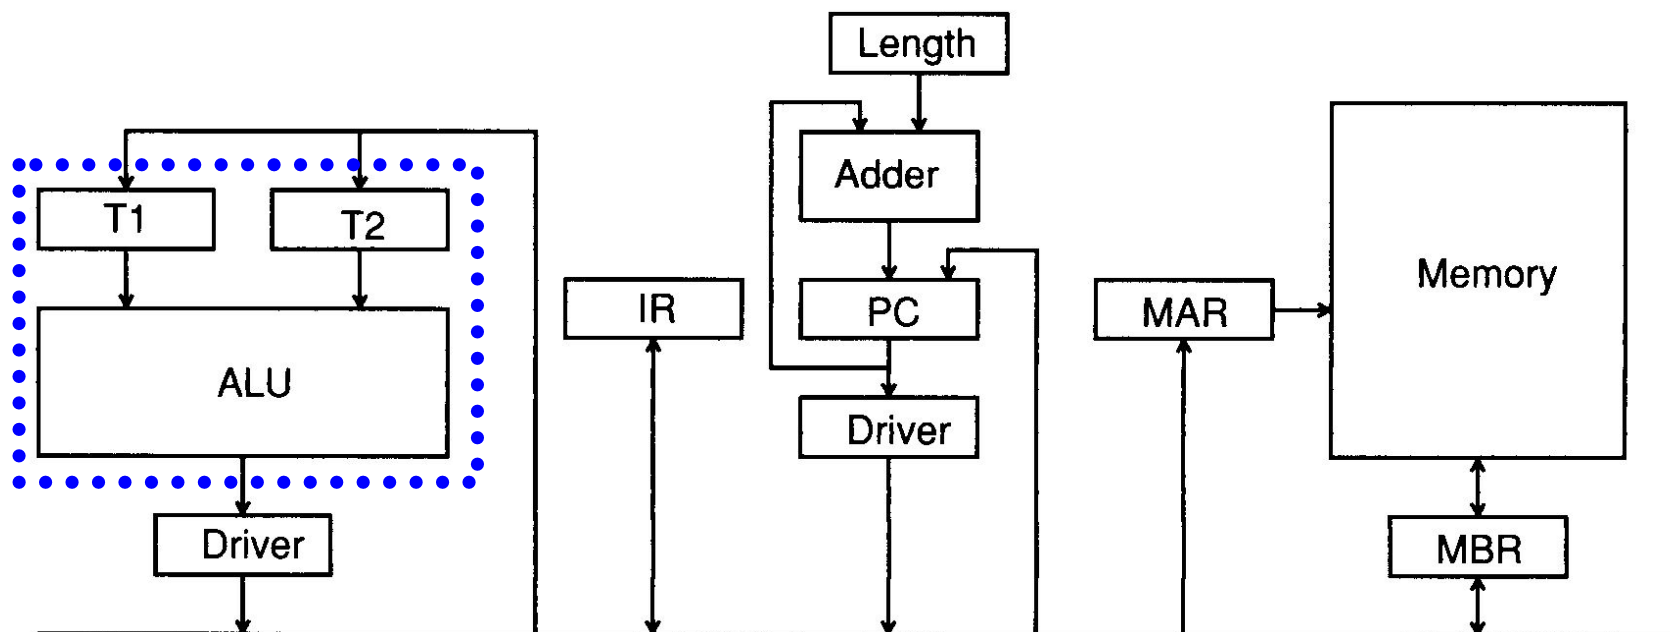 Length
Adder
T1
T2
IR
PC
MAR
Memory
ALU
Driver
Driver
MBR